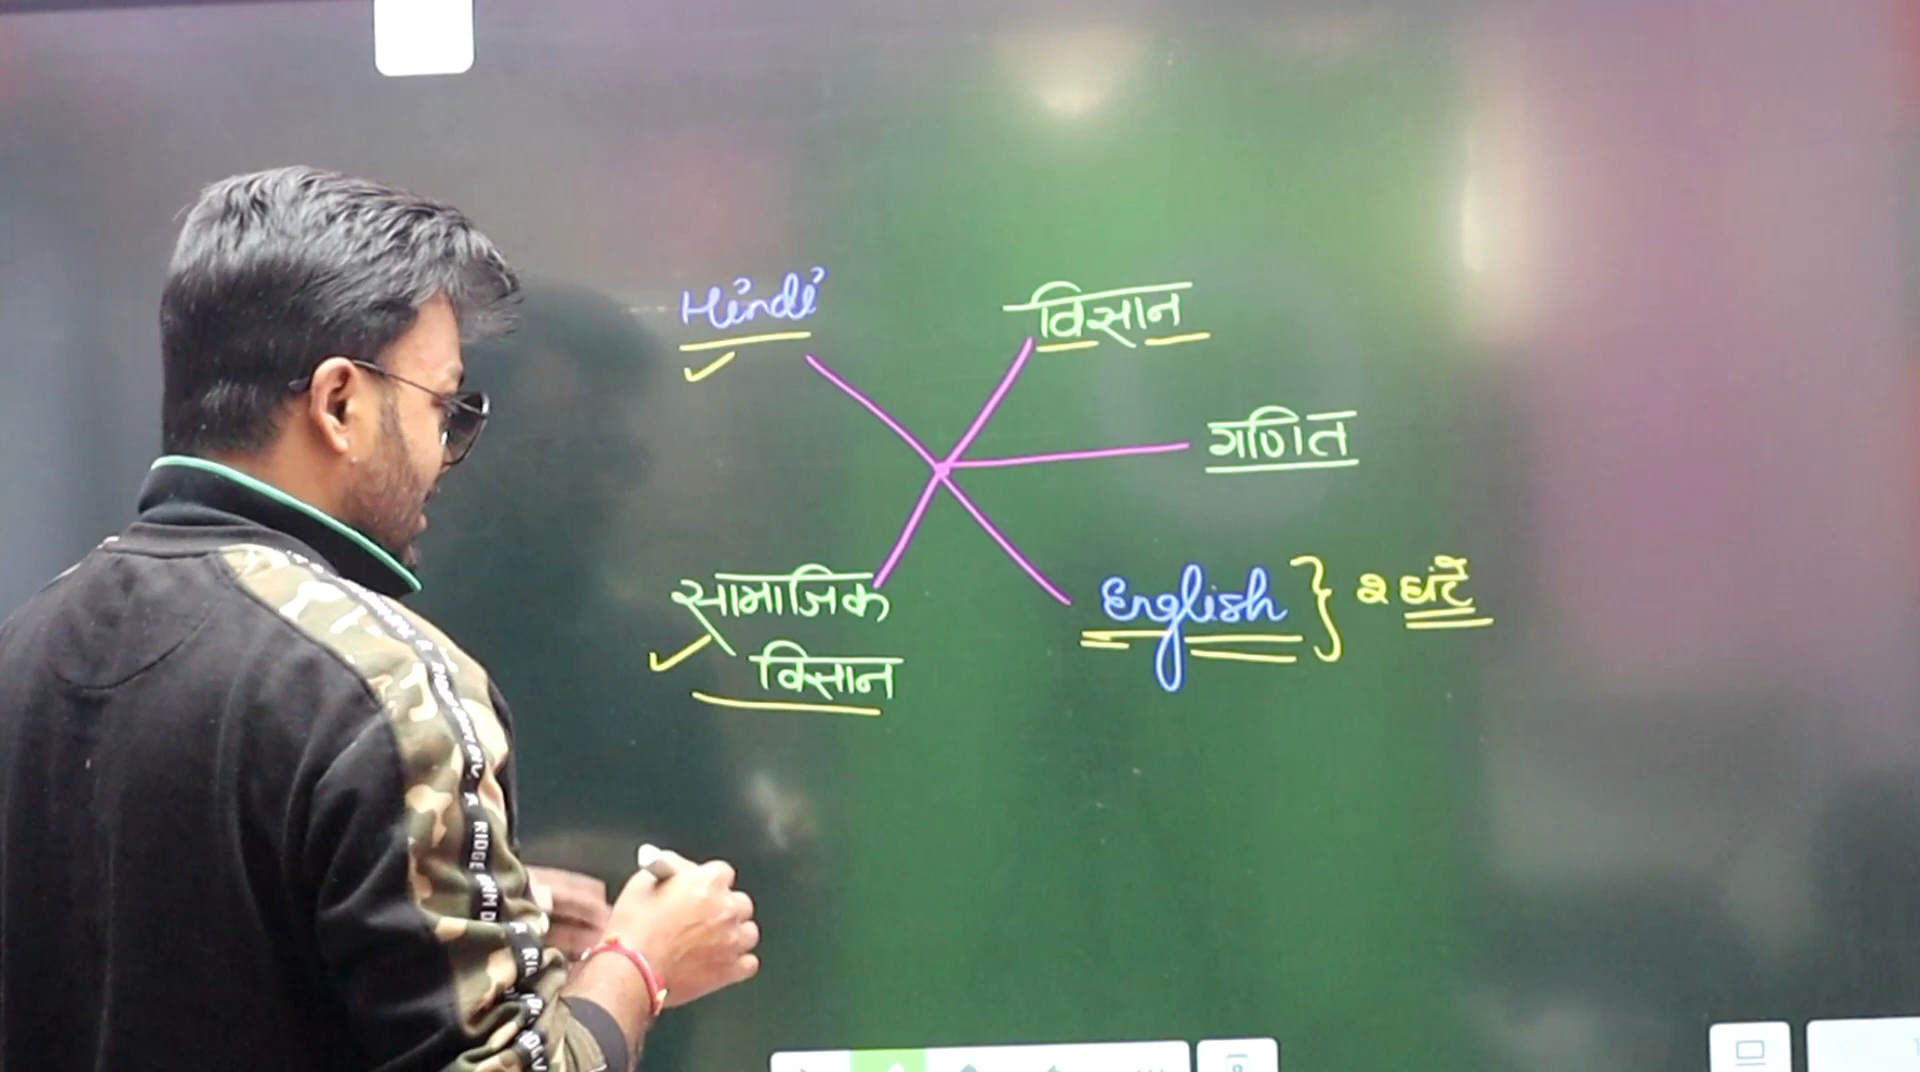 Hindi
विज्ञान
गणित
English } 2 घंटे
सामाजिक
विज्ञान